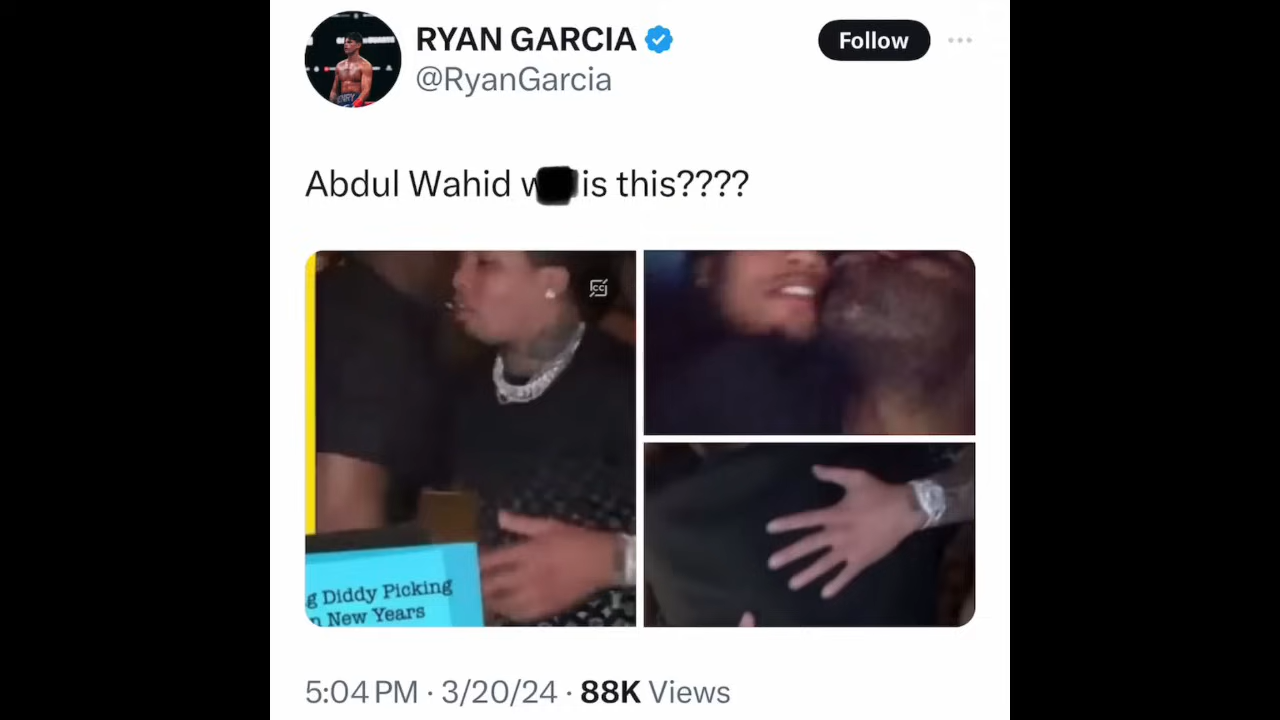 RYAN GARCIA
Follow
@RyanGarcia
Abdul Wahid is this????
g Diddy Picking
n New Years
5:04 PM · 3/20/24 · 88K Views